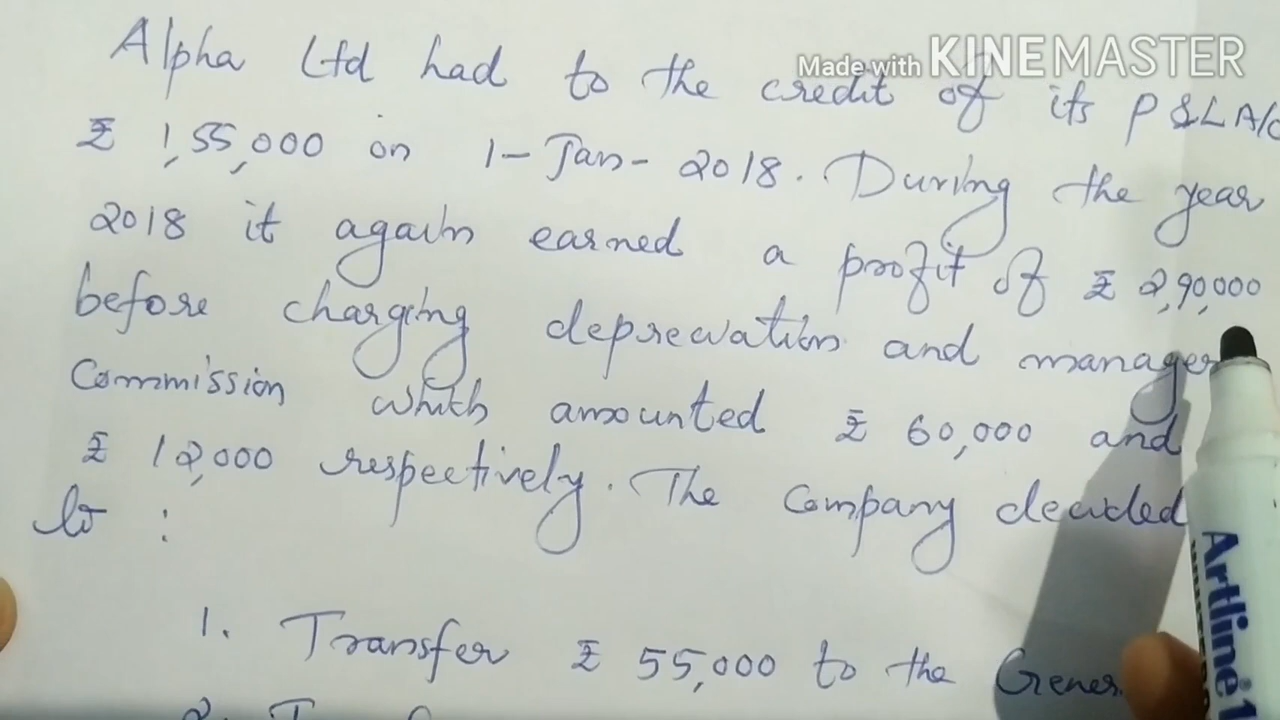 Made with KINEMASTER
Alpha Ltd had to the credit of its P&L A/c
₹ 1,55,000 on 1-Jan-2018. During the year
2018 it again earned a profit of ₹ 2,90,000
before charging depreciation and manager
Commission which amounted ₹ 60,000 and
₹ 12,000 respectively. The Company decided
to :
1. Transfer ₹ 55,000 to the Gener
2.
Artline